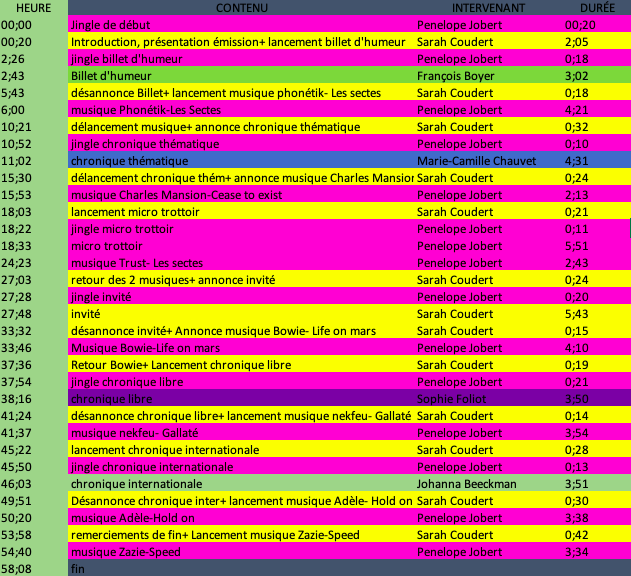 HEURE CONTENU INTERVENANT DURÉE
00;00 Jingle de début Penelope Jobert 00;20
00;20 Introduction, présentation émission+ lancement billet d'humeur Sarah Coudert 2;05
2;26 jingle billet d'humeur Penelope Jobert 0;18
2;43 Billet d'humeur François Boyer 3;02
5;43 désannonce Billet+ lancement musique phonétik- Les sectes Sarah Coudert 0;18
6;00 musique Phonétik-Les Sectes Penelope Jobert 4;21
10;21 délancement musique+ annonce chronique thématique Sarah Coudert 0;32
10;52 jingle chronique thématique Penelope Jobert 0;10
11;02 chronique thématique Marie-Camille Chauvet 4;31
15;30 délancement chronique thém+ annonce musique Charles Mansior Sarah Coudert 0;24
15;53 musique Charles Mansion-Cease to exist Penelope Jobert 2;13
18;03 lancement micro trottoir Sarah Coudert 0;21
18;22 jingle micro trottoir Penelope Jobert 0;11
18;33 micro trottoir Penelope Jobert 5;51
24;23 musique Trust- Les sectes Penelope Jobert 2;43
27;03 retour des 2 musiques+ annonce invité Sarah Coudert 0;24
27;28 jingle invité Penelope Jobert 0;20
27;48 invité Sarah Coudert 5;43
33;32 désannonce invité+ Annonce musique Bowie- Life on mars Sarah Coudert 0;15
33;46 Musique Bowie-Life on mars Penelope Jobert 4;10
37;36 Retour Bowie+ Lancement chronique libre Sarah Coudert 0;19
37;54 jingle chronique libre Penelope Jobert 0;21
38;16 chronique libre Sophie Foliot 3;50
41;24 désannonce chronique libre+ lancement musique nekfeu- Gallaté Sarah Coudert 0;14
41;37 musique nekfeu- Gallaté Penelope Jobert 3;54
45;22 lancement chronique internationale Sarah Coudert 0;28
45;50 jingle chronique internationale Penelope Jobert 0;13
46;03 chronique internationale Johanna Beeckman 3;51
49;51 Désannonce chronique inter+ lancement musique Adèle- Hold on Sarah Coudert 0;30
50;20 musique Adèle-Hold on Penelope Jobert 3;38
53;58 remerciements de fin+ Lancement musique Zazie-Speed Sarah Coudert 0;42
54;40 musique Zazie-Speed Penelope Jobert 3;34
58;08 fin